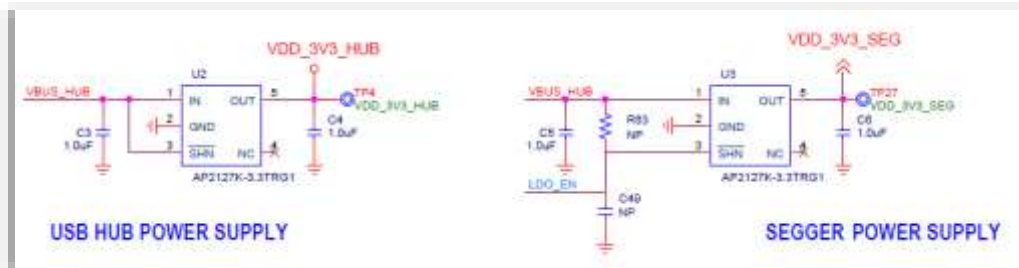 VDD_3V3_HUB
U2
VBUS_HUB
1
IN
OUT
5
TP4
VDD_3V3_HUB
C3
1.0uF
2
GND
C4
1.0uF
3
SHN
NC
4
AP2127K-3.3TRG1
USB HUB POWER SUPPLY
VDD_3V3_SEG
U3
VBUS_HUB
1
IN
OUT
5
TP27
VDD_3V3_SEG
C5
1.0uF
R63
NP
2
GND
C6
1.0uF
3
SHN
NC
4
AP2127K-3.3TRG1
LDO_EN
C49
NP
SEGGER POWER SUPPLY